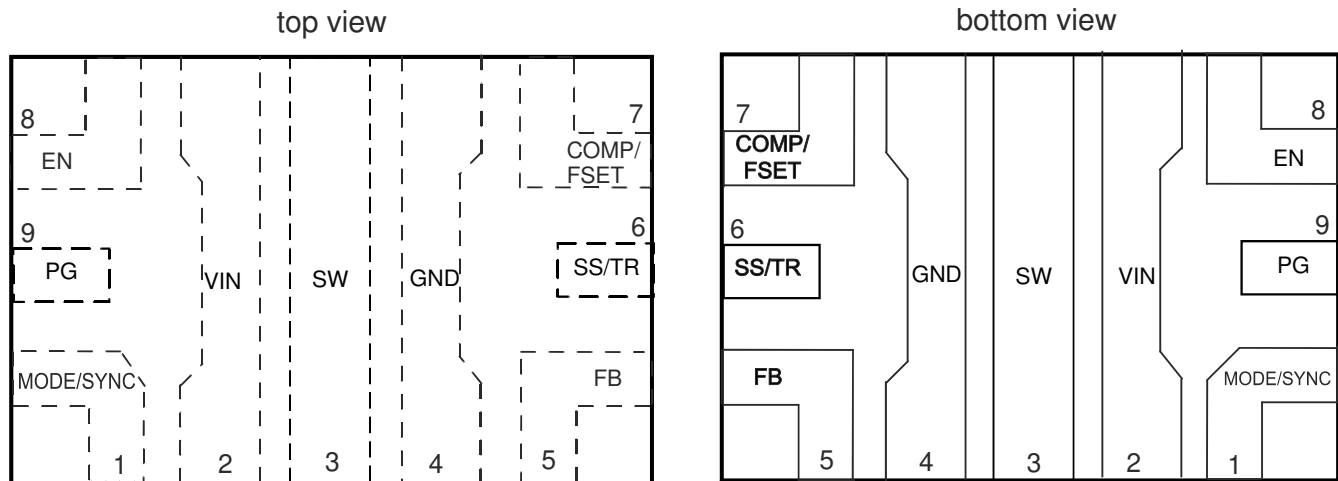 top view
8
7
EN
COMP/
FSET
9
6
PG
VIN
SW
GND
SS/TR
MODE/SYNC
FB
1
2
3
4
5
bottom view
7
8
COMP/
FSET
EN
6
9
SS/TR
GND
SW
VIN
PG
FB
MODE/SYNC
5
4
3
2
1